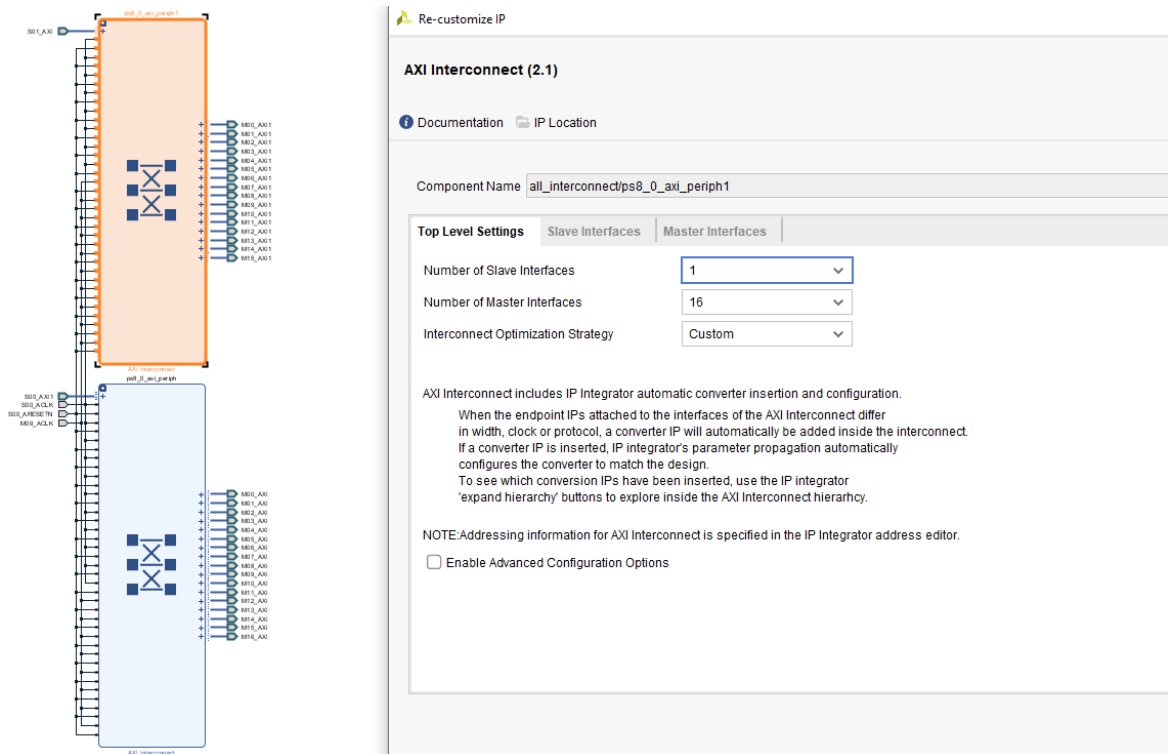 ps8_0_axi_periph1
S01_AXI
M00_AXI1
M01_AXI1
M02_AXI1
M03_AXI1
M04_AXI1
M05_AXI1
M06_AXI1
M07_AXI1
M08_AXI1
M09_AXI1
M10_AXI1
M11_AXI1
M12_AXI1
M13_AXI1
M14_AXI1
M15_AXI1
AXI Interconnect
ps8_0_axi_periph
S00_AXI1
S00_ACLK
S00_ARESETN
M09_ACLK
M00_AXI
M01_AXI
M02_AXI
M03_AXI
M04_AXI
M05_AXI
M06_AXI
M07_AXI
M08_AXI
M09_AXI
M10_AXI
M11_AXI
M12_AXI
M13_AXI
M14_AXI
M15_AXI
M16_AXI
AXI Interconnect
Re-customize IP
AXI Interconnect (2.1)
Documentation IP Location
Component Name all_interconnect/ps8_0_axi_periph1
Top Level Settings Slave Interfaces Master Interfaces
Number of Slave Interfaces 1
Number of Master Interfaces 16
Interconnect Optimization Strategy Custom
AXI Interconnect includes IP Integrator automatic converter insertion and configuration.
When the endpoint IPs attached to the interfaces of the AXI Interconnect differ
in width, clock or protocol, a converter IP will automatically be added inside the interconnect.
If a converter IP is inserted, IP integrator's parameter propagation automatically
configures the converter to match the design.
To see which conversion IPs have been inserted, use the IP integrator
'expand hierarchy' buttons to explore inside the AXI Interconnect hierarhcy.
NOTE:Addressing information for AXI Interconnect is specified in the IP Integrator address editor.
Enable Advanced Configuration Options